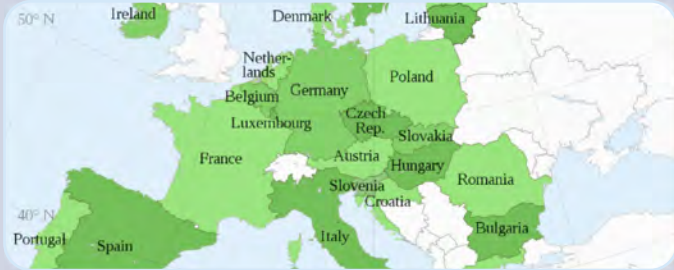 50° N
Ireland
Denmark
Lithuania
Nether-
lands
Poland
Belgium
Germany
Luxembourg
Czech
Rep.
Slovakia
France
Austria
Hungary
Slovenia
Romania
Croatia
40° N
Portugal
Spain
Italy
Bulgaria